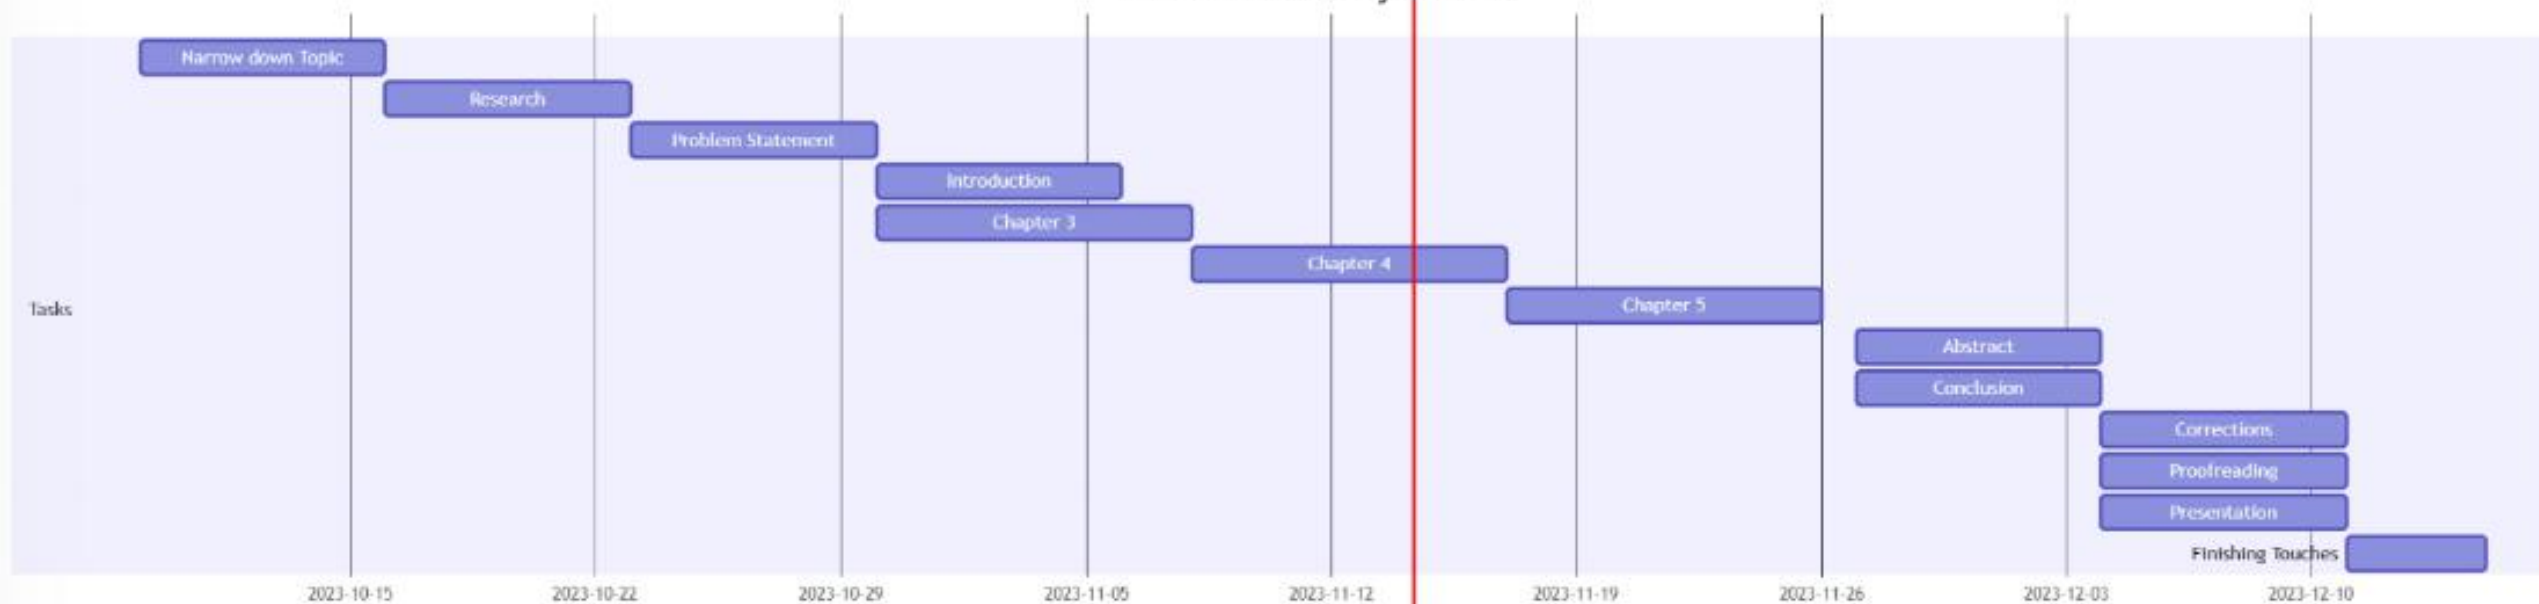 Narrow down Topic
Research
Problem Statement
Introduction
Chapter 3
Chapter 4
Chapter 5
Tasks
Abstract
Conclusion
Corrections
Proofreading
Presentation
Finishing Touches
2023-10-15 2023-10-22 2023-10-29 2023-11-05 2023-11-12 2023-11-19 2023-11-26 2023-12-03 2023-12-10